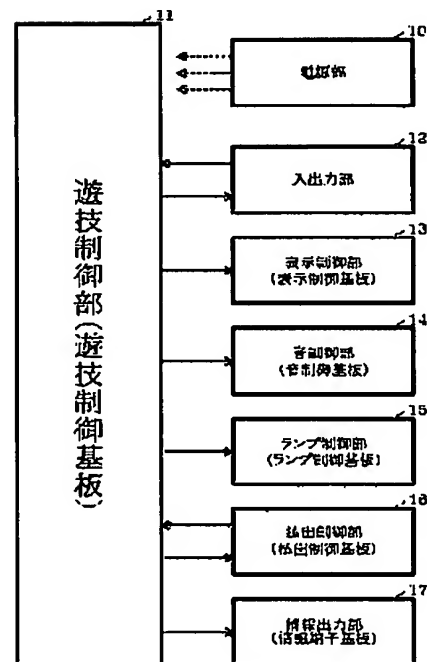 11
遊技制御部(遊技制御基板)
10
電源部
12
入出力部
13
表示制御部
(表示制御基板)
14
音制御部
(音制御基板)
15
ランプ制御部
(ランプ制御基板)
16
払出制御部
(払出制御基板)
17
情報出力部
(情報端子基板)